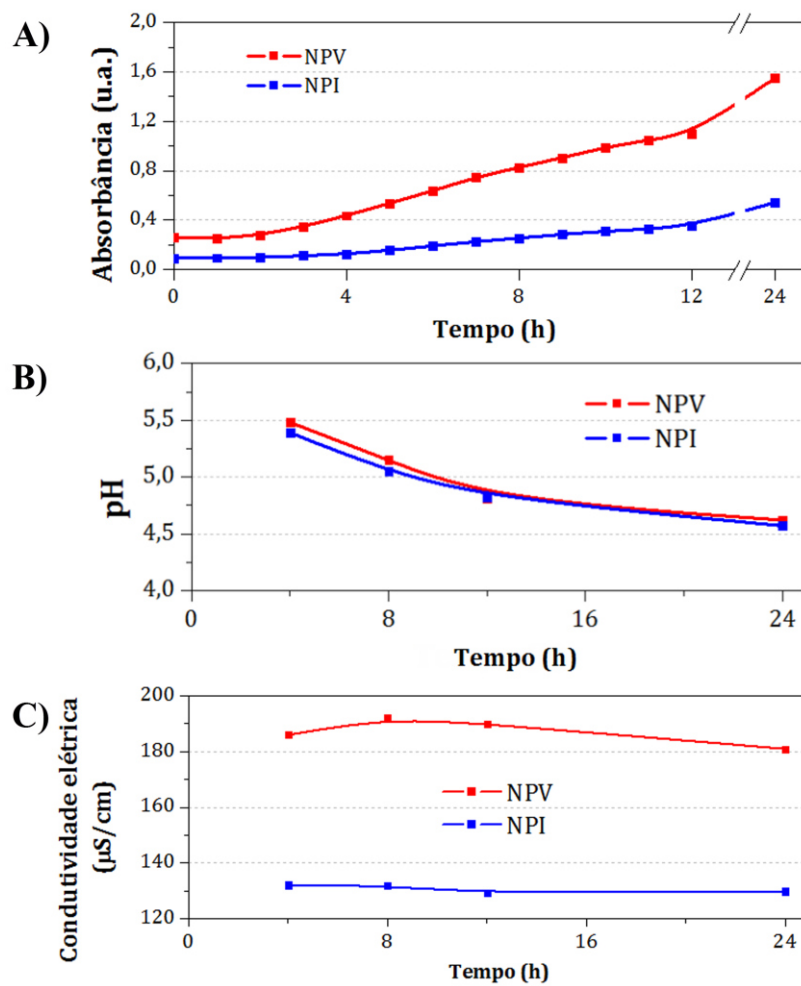 A)
Absorbância (u.a.)
2,0
1,6
1,2
0,8
0,4
0,0
NPV
NPI
0 4 8 12 24
Tempo (h)
B)
pH
6,0
5,5
5,0
4,5
4,0
NPV
NPI
0 8 16 24
Tempo (h)
C)
Condutividade elétrica
(µS/cm)
200
180
160
140
120
NPV
NPI
0 8 16 24
Tempo (h)